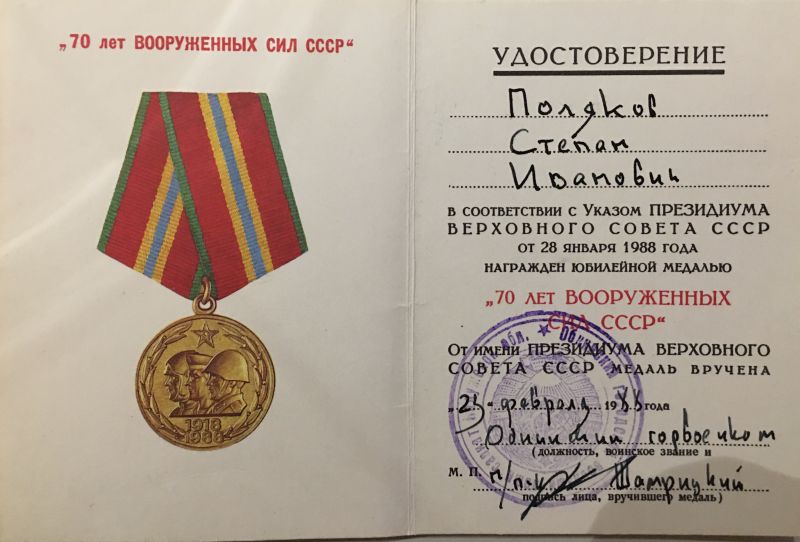 „70 лет ВООРУЖЕННЫХ СИЛ СССР“
1918
1988
УДОСТОВЕРЕНИЕ
Поляков
Степан
Иванович
В СООТВЕТСТВИИ С Указом ПРЕЗИДИУМА
ВЕРХОВНОГО СОВЕТА СССР
ОТ 28 ЯНВАРЯ 1988 ГОДА
НАГРАЖДЕН ЮБИЛЕЙНОЙ МЕДАЛЬЮ
„70 лет ВООРУЖЕННЫХ
СИЛ СССР“
От имени ПРЕЗИДИУМА ВЕРХОВНОГО
СОВЕТА СССР МЕДАЛЬ ВРУЧЕНА
„23“ февраля 1988 года
Обнинский горвоенком
(должность, воинское звание и
М. П. п/п-к Шатрицкий
подпись лица, вручившего медаль)